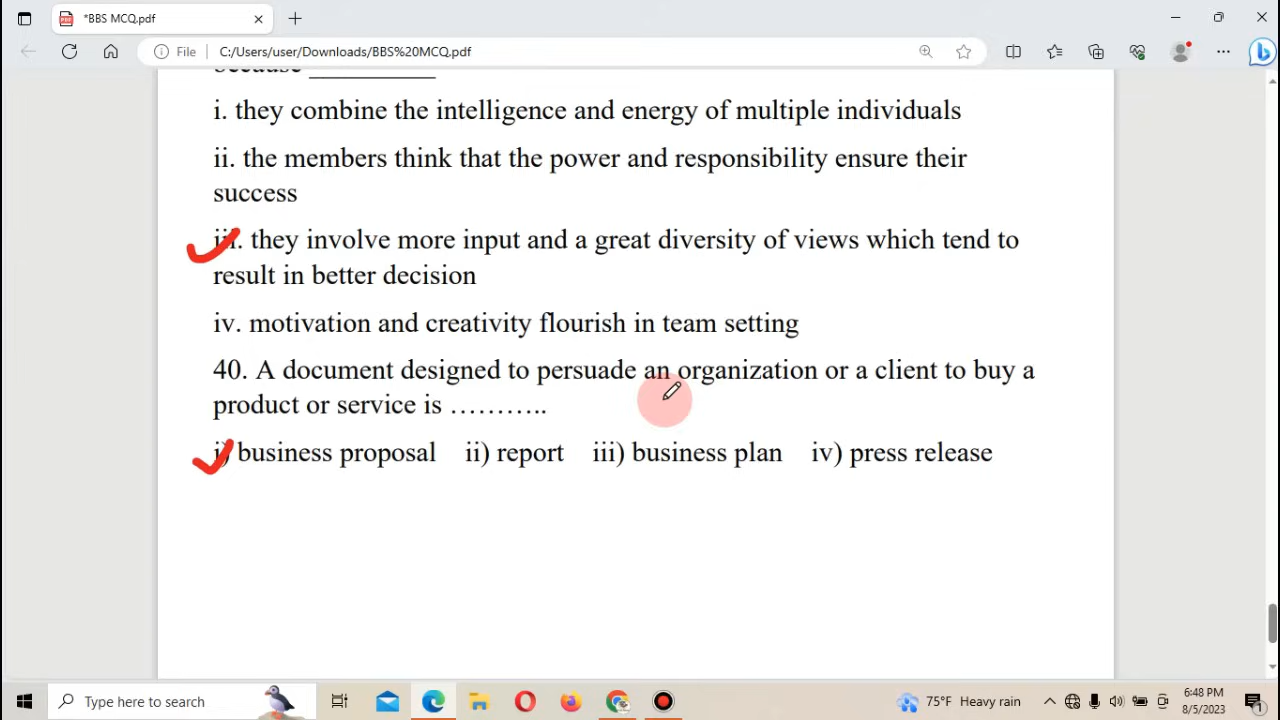 *BBS MCQ.pdf
File C:/Users/user/Downloads/BBS%20MCQ.pdf
because _________
i. they combine the intelligence and energy of multiple individuals
ii. the members think that the power and responsibility ensure their
success
iii. they involve more input and a great diversity of views which tend to
result in better decision
iv. motivation and creativity flourish in team setting
40. A document designed to persuade an organization or a client to buy a
product or service is ………..
i) business proposal ii) report iii) business plan iv) press release
Type here to search 75°F Heavy rain 6:48 PM
8/5/2023 1